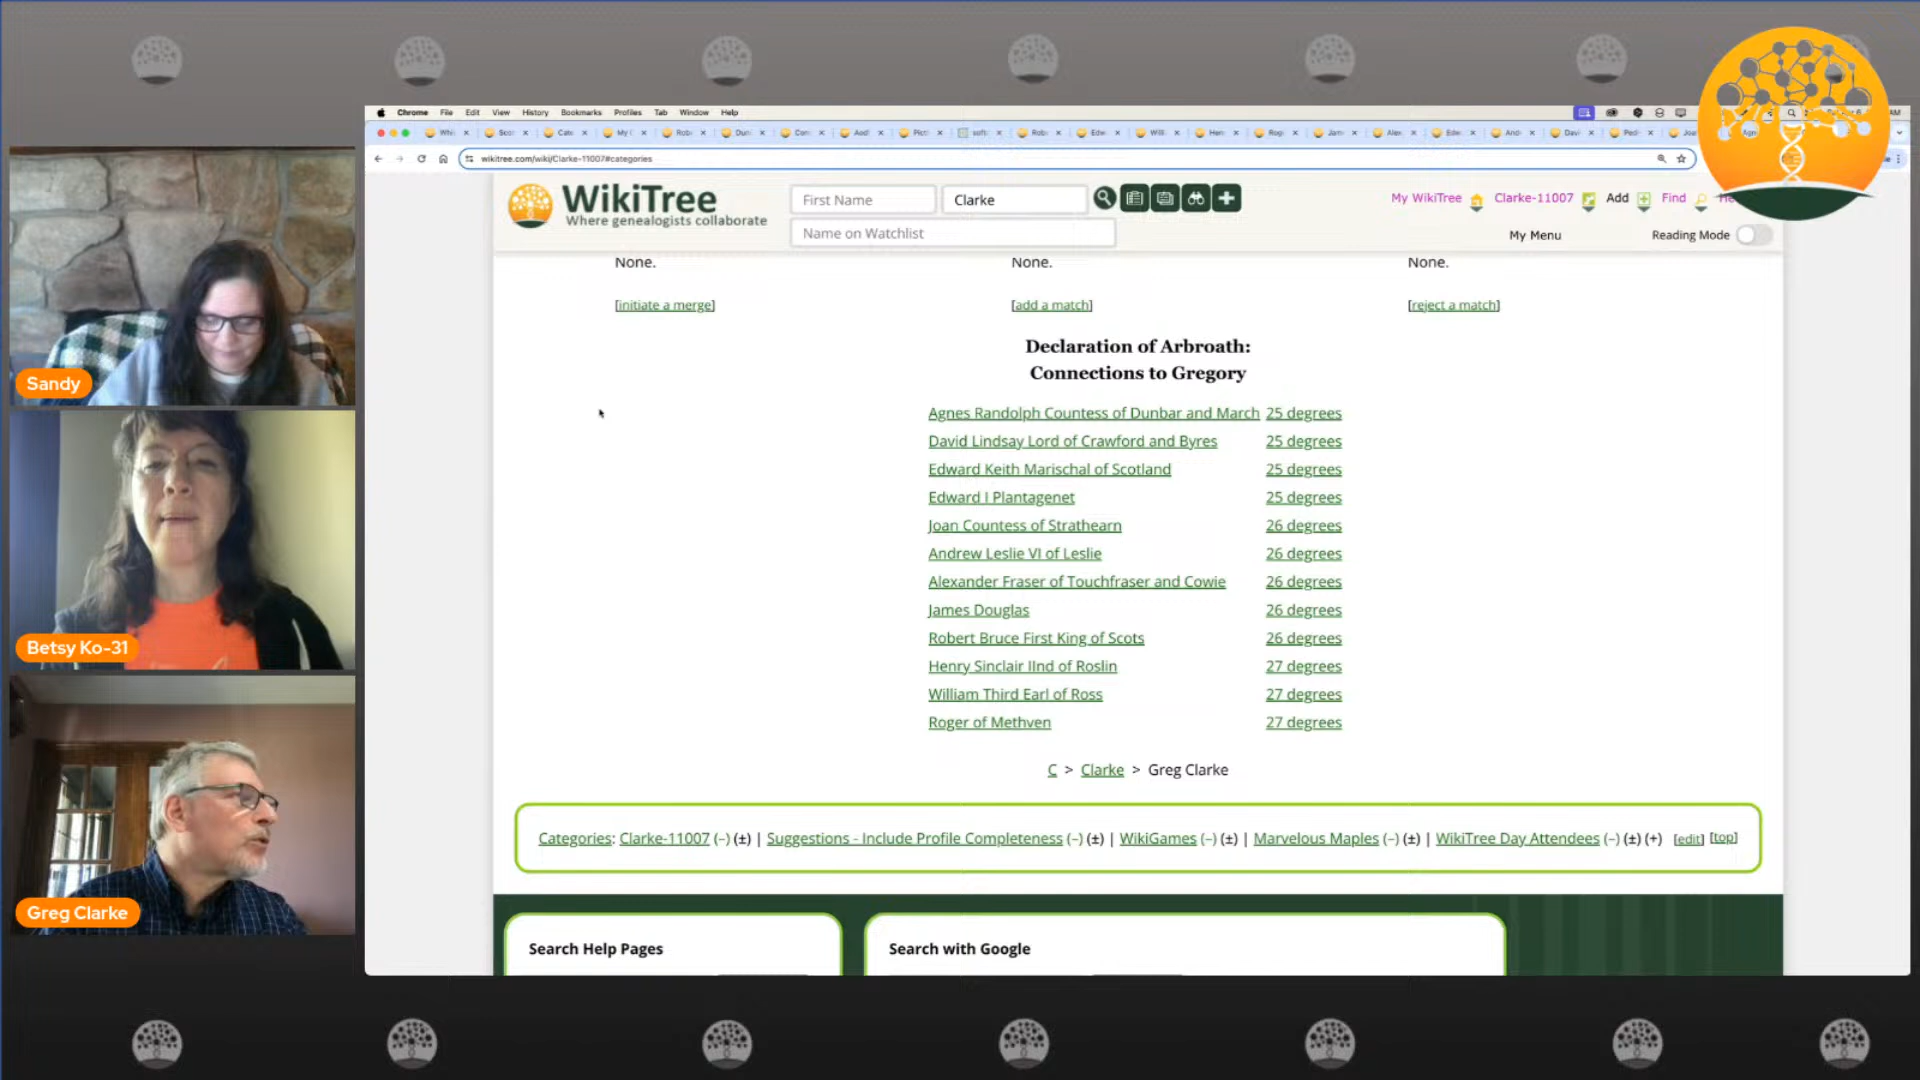 Chrome File Edit View History Bookmarks Profiles Tab Window Help
wikitree.com/wiki/Clarke-11007#categories
WikiTree
Where genealogists collaborate
First Name
Clarke
Name on Watchlist
My WikiTree Clarke-11007 Add Find
My Menu
Reading Mode
None. None. None.
[initiate a merge] [add a match] [reject a match]
Declaration of Arbroath:
Connections to Gregory
Agnes Randolph Countess of Dunbar and March 25 degrees
David Lindsay Lord of Crawford and Byres 25 degrees
Edward Keith Marischal of Scotland 25 degrees
Edward I Plantagenet 25 degrees
Joan Countess of Strathearn 26 degrees
Andrew Leslie VI of Leslie 26 degrees
Alexander Fraser of Touchfraser and Cowie 26 degrees
James Douglas 26 degrees
Robert Bruce First King of Scots 26 degrees
Henry Sinclair IInd of Roslin 27 degrees
William Third Earl of Ross 27 degrees
Roger of Methven 27 degrees
C > Clarke > Greg Clarke
Categories: Clarke-11007 (−) (±) | Suggestions - Include Profile Completeness (−) (±) | WikiGames (−) (±) | Marvelous Maples (−) (±) | WikiTree Day Attendees (−) (±) (+) [edit] [top]
Search Help Pages
Search with Google
Sandy
Betsy Ko-31
Greg Clarke